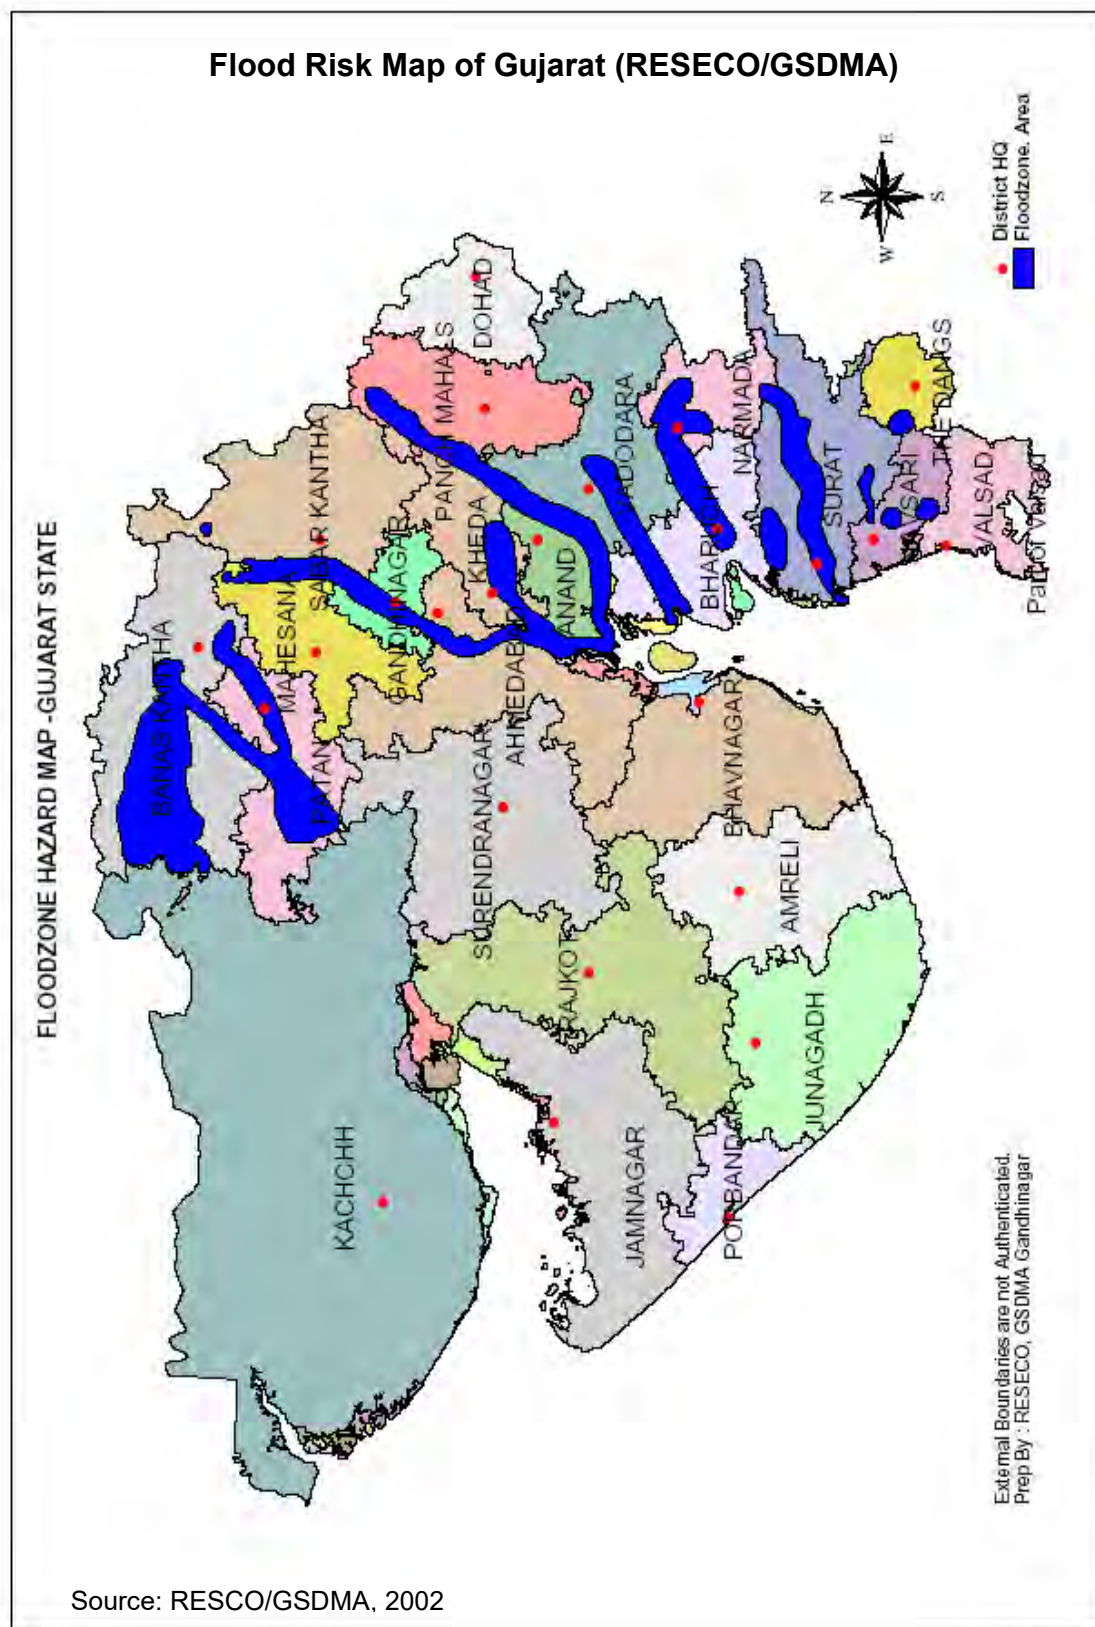 Flood Risk Map of Gujarat (RESECO/GSDMA)
FLOODZONE HAZARD MAP -GUJARAT STATE
N
E
S
W
District HQ
Floodzone. Area
DOHAD
PANCH MAHALS
SABAR KANTHA
BANAS KANTHA
MAHESANA
PATAN
GANDHINAGAR
KHEDA
ANAND
AHMEDABAD
VADODARA
NARMADA
BHARUCH
SURAT
THE DANGS
NAVSARI
VALSAD
Part of Valsad
SURENDRANAGAR
BHAVNAGAR
AMRELI
RAJKOT
JUNAGADH
KACHCHH
JAMNAGAR
PORBANDAR
External Boundaries are not Authenticated.
Prep By : RESECO, GSDMA Gandhinagar
Source: RESCO/GSDMA, 2002